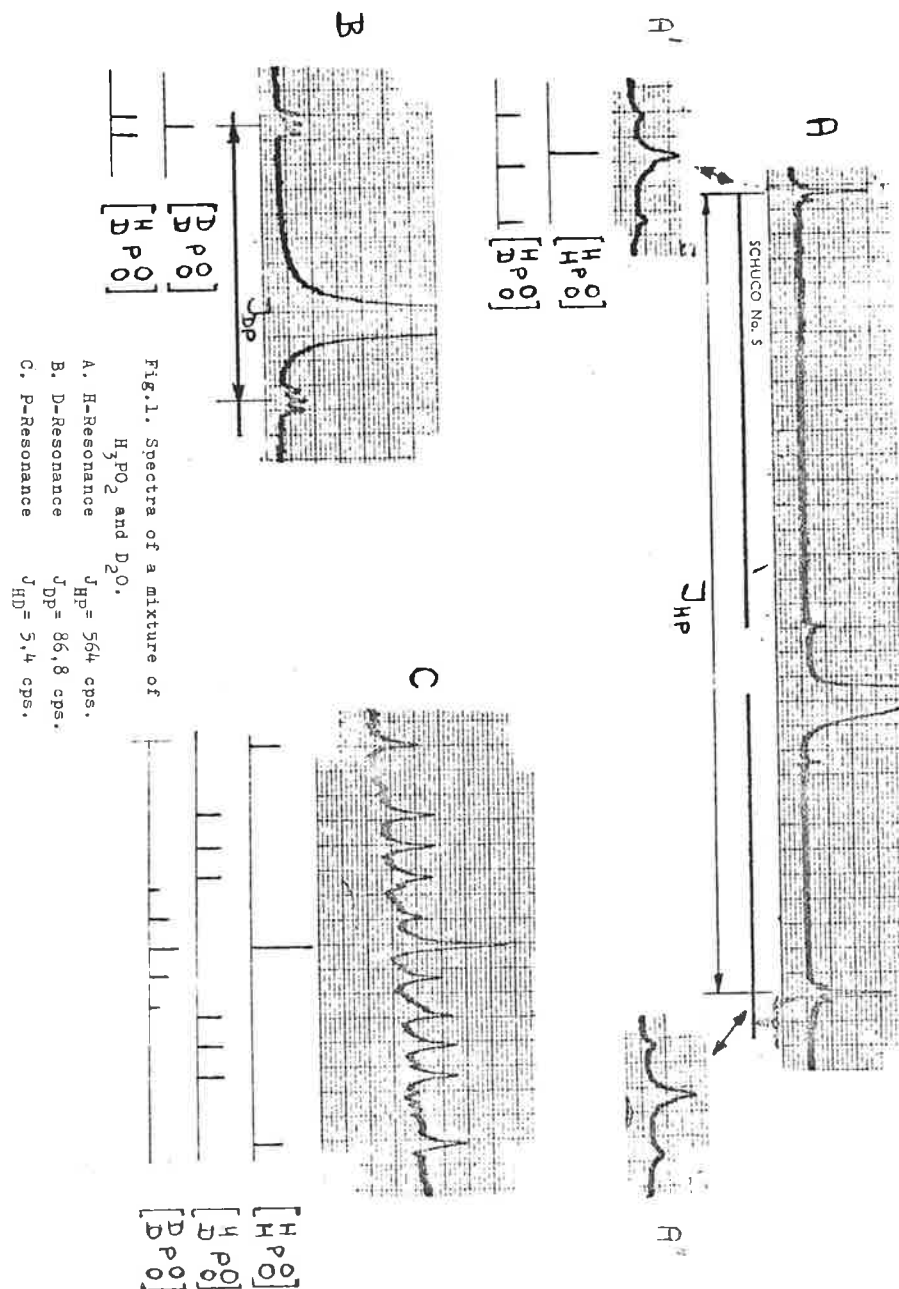 A
SCHUCO No. 5
J_HP
A'
A"
[H P O
H O]
[H P O
D O]
B
J_DP
[D P O
D O]
[H P O
D O]
C
[H P O
H O]
[H P O
D O]
[D P O
D O]
Fig.1. Spectra of a mixture of
H3PO2 and D2O.
A. H-Resonance J_HP= 564 cps.
B. D-Resonance J_DP= 86,8 cps.
C. P-Resonance J_HD= 5,4 cps.